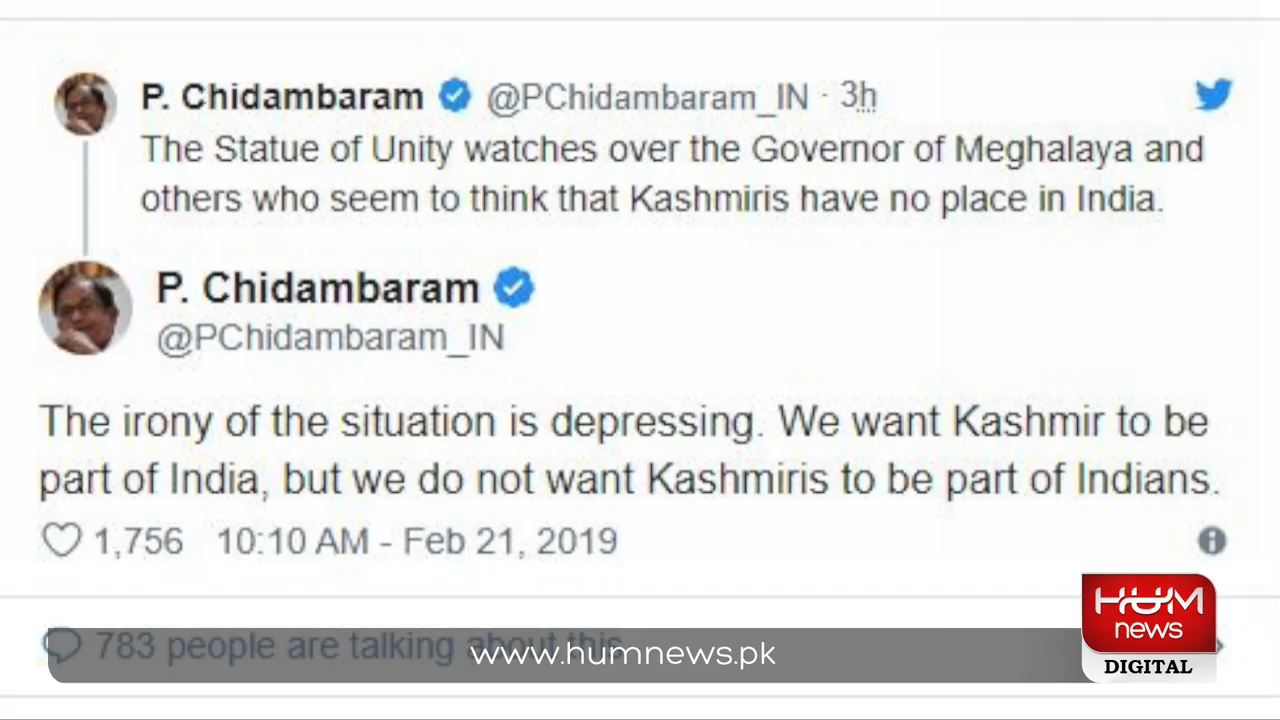 P. Chidambaram @PChidambaram_IN · 3h
The Statue of Unity watches over the Governor of Meghalaya and
others who seem to think that Kashmiris have no place in India.
P. Chidambaram
@PChidambaram_IN
The irony of the situation is depressing. We want Kashmir to be
part of India, but we do not want Kashmiris to be part of Indians.
1,756 10:10 AM - Feb 21, 2019
783 people are talking about this
www.humnews.pk
HUM
news
DIGITAL